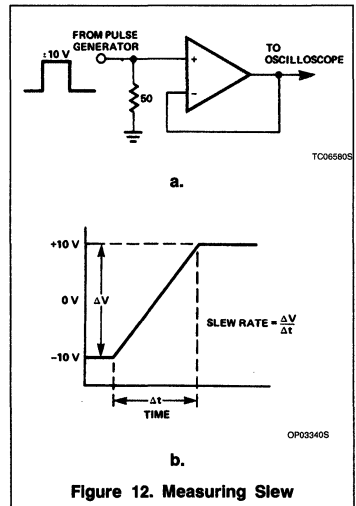 FROM PULSE
GENERATOR
±10 V
TO
OSCILLOSCOPE
+
−
50
TC06580S
a.
+10 V
0 V
ΔV
−10 V
SLEW RATE = ΔV/Δt
Δt
TIME
OP03340S
b.
Figure 12. Measuring Slew